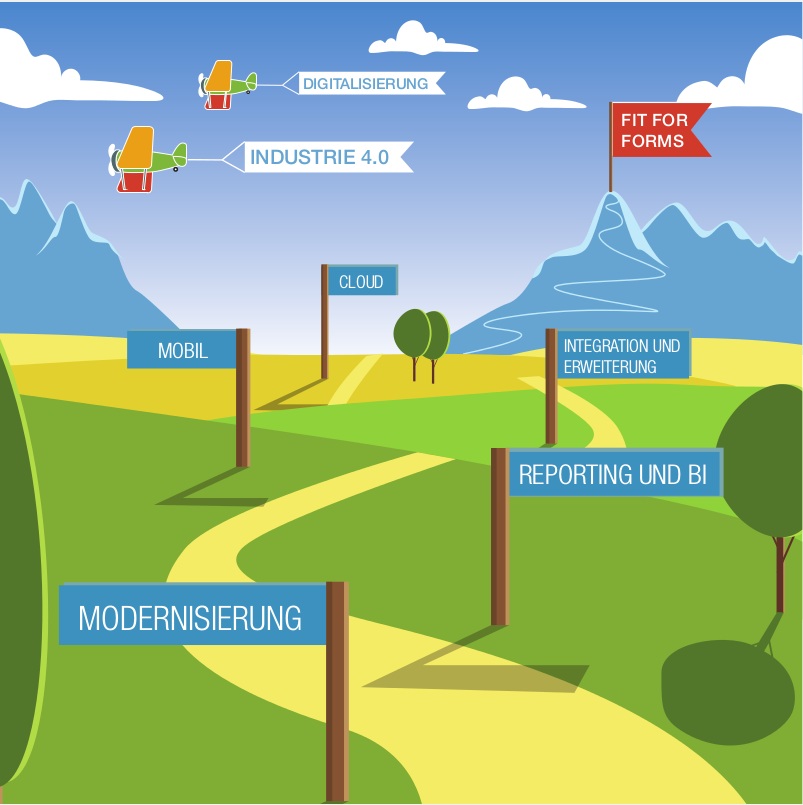 DIGITALISIERUNG
INDUSTRIE 4.0
FIT FOR
FORMS
CLOUD
MOBIL
INTEGRATION UND
ERWEITERUNG
REPORTING UND BI
MODERNISIERUNG